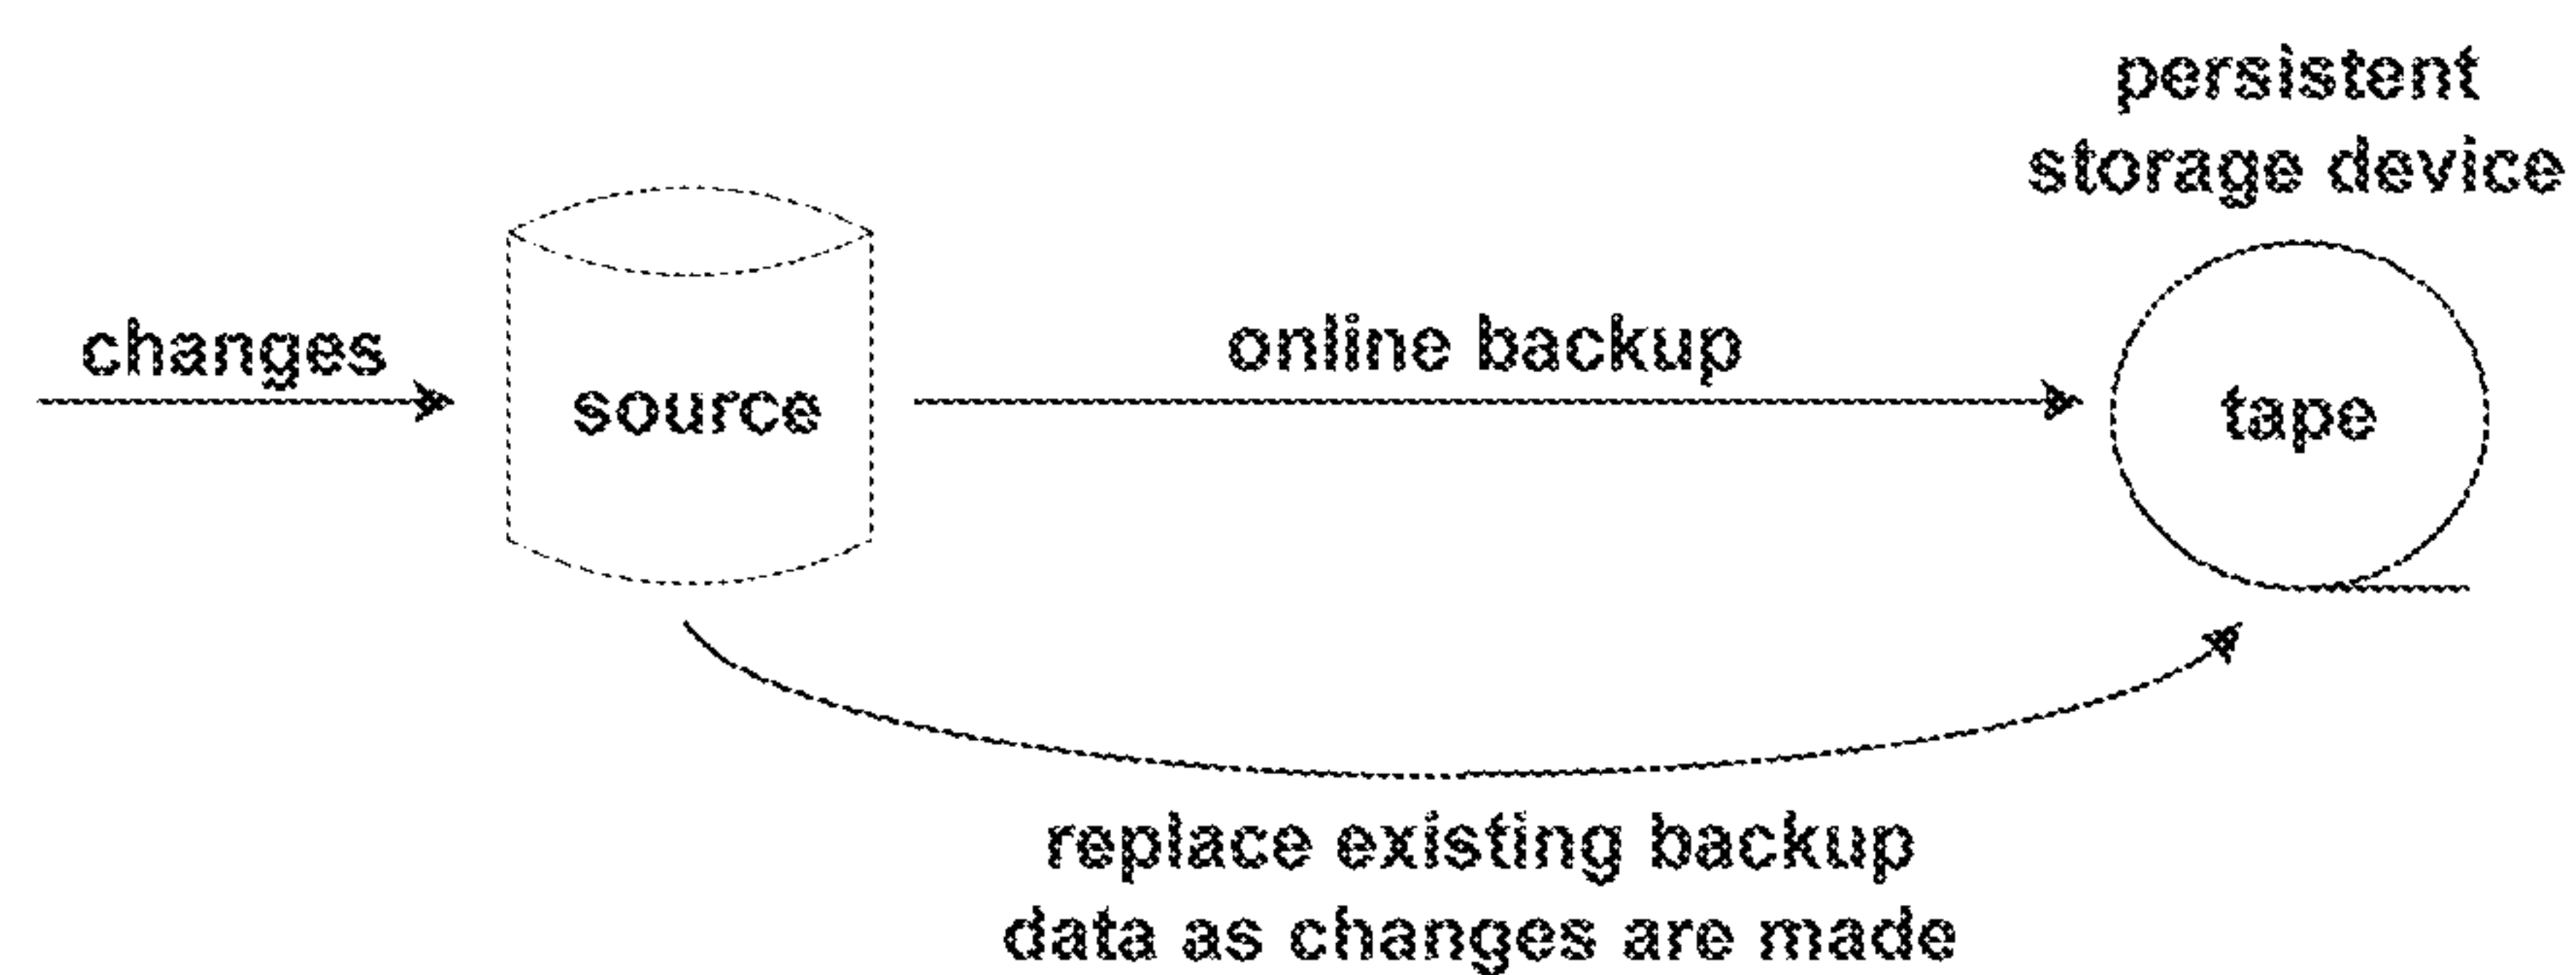 persistent
storage device
changes
source
online backup
tape
replace existing backup
data as changes are made